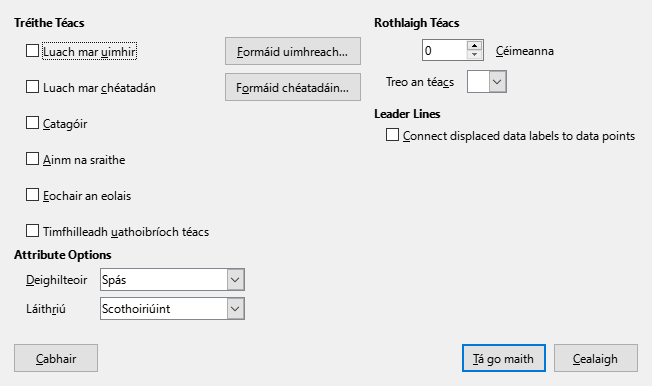 Tréithe Téacs
Luach mar uimhir
Formáid uimhreach...
Luach mar chéatadán
Formáid chéatadáin...
Catagóir
Ainm na sraithe
Eochair an eolais
Timfhilleadh uathoibríoch téacs
Attribute Options
Deighilteoir
Spás
Láithriú
Scothoiriúint
Rothlaigh Téacs
0
Céimeanna
Treo an téacs
Leader Lines
Connect displaced data labels to data points
Cabhair
Tá go maith
Cealaigh